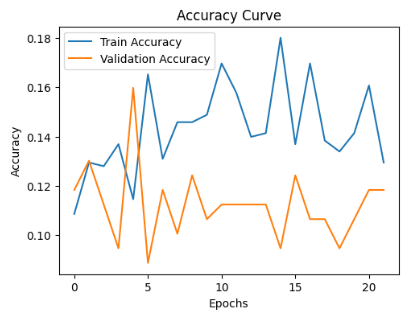 Accuracy Curve
Train Accuracy
Validation Accuracy
Accuracy
0.18
0.16
0.14
0.12
0.10
0 5 10 15 20
Epochs